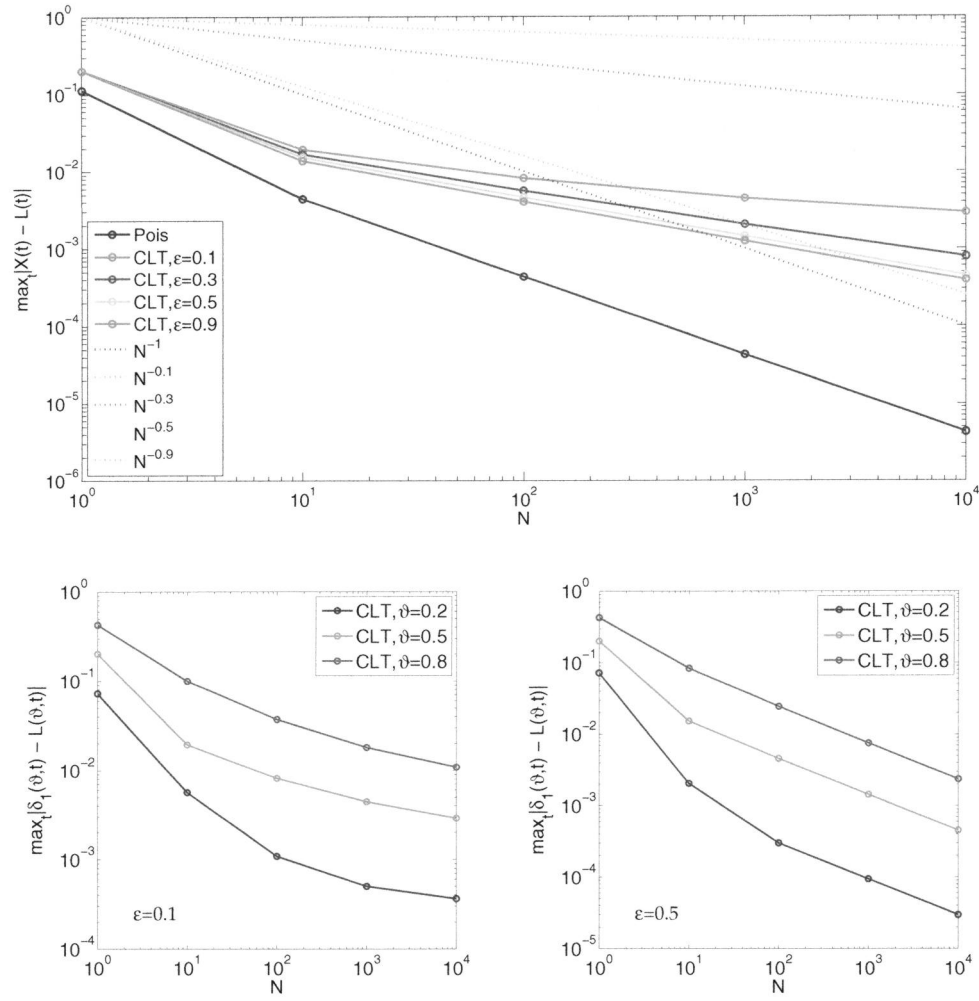 10^0
10^-1
10^-2
10^-3
10^-4
10^-5
10^-6
max_t|X(t) − L(t)|
Pois
CLT,ε=0.1
CLT,ε=0.3
CLT,ε=0.5
CLT,ε=0.9
N^-1
N^-0.1
N^-0.3
N^-0.5
N^-0.9
10^0 10^1 10^2 10^3 10^4
N
10^0
10^-1
10^-2
10^-3
10^-4
max_t|δ_1(ϑ,t) − L(ϑ,t)|
CLT,ϑ=0.2
CLT,ϑ=0.5
CLT,ϑ=0.8
ε=0.1
10^0 10^1 10^2 10^3 10^4
N
10^0
10^-1
10^-2
10^-3
10^-4
10^-5
max_t|δ_1(ϑ,t) − L(ϑ,t)|
CLT,ϑ=0.2
CLT,ϑ=0.5
CLT,ϑ=0.8
ε=0.5
10^0 10^1 10^2 10^3 10^4
N